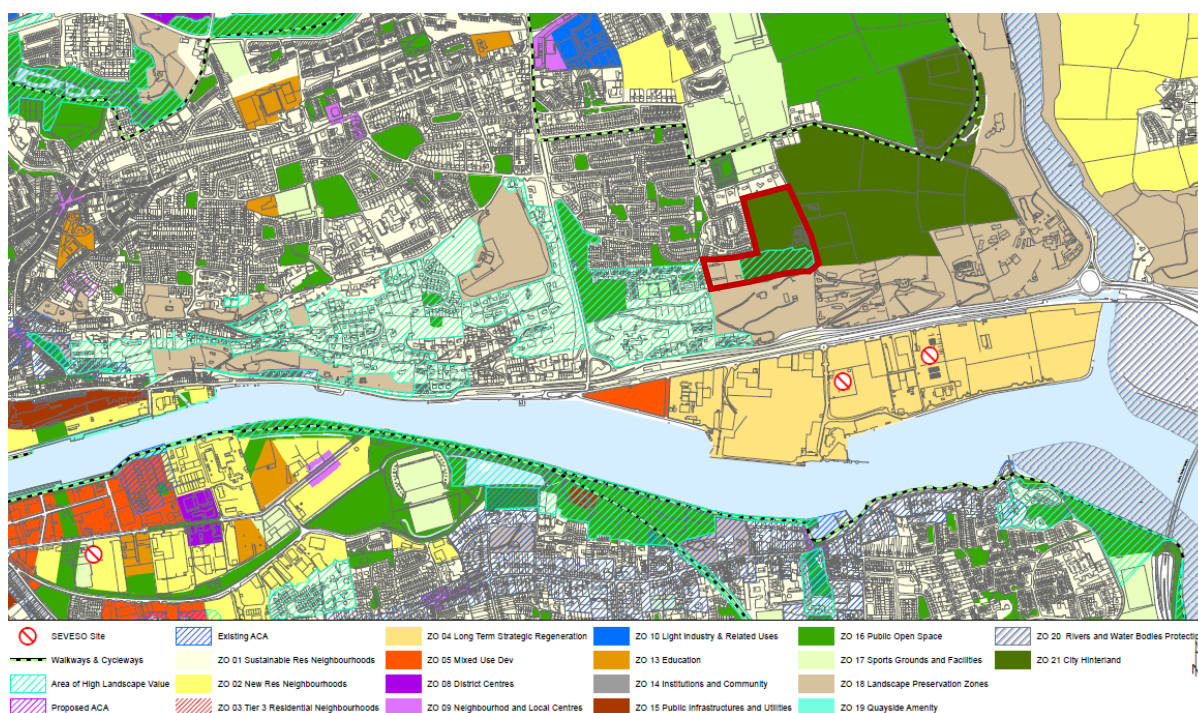 SEVESO Site
Existing ACA
ZO 04 Long Term Strategic Regeneration
ZO 10 Light Industry & Related Uses
ZO 16 Public Open Space
ZO 20 Rivers and Water Bodies Protectio
Walkways & Cycleways
ZO 01 Sustainable Res Neighbourhoods
ZO 05 Mixed Use Dev
ZO 13 Education
ZO 17 Sports Grounds and Facilities
ZO 21 City Hinterland
Area of High Landscape Value
ZO 02 New Res Neighbourhoods
ZO 08 District Centres
ZO 14 Institutions and Community
ZO 18 Landscape Preservation Zones
Proposed ACA
ZO 03 Tier 3 Residential Neighbourhoods
ZO 09 Neighbourhod and Local Centres
ZO 15 Public Infrastructures and Utilities
ZO 19 Quayside Amenity